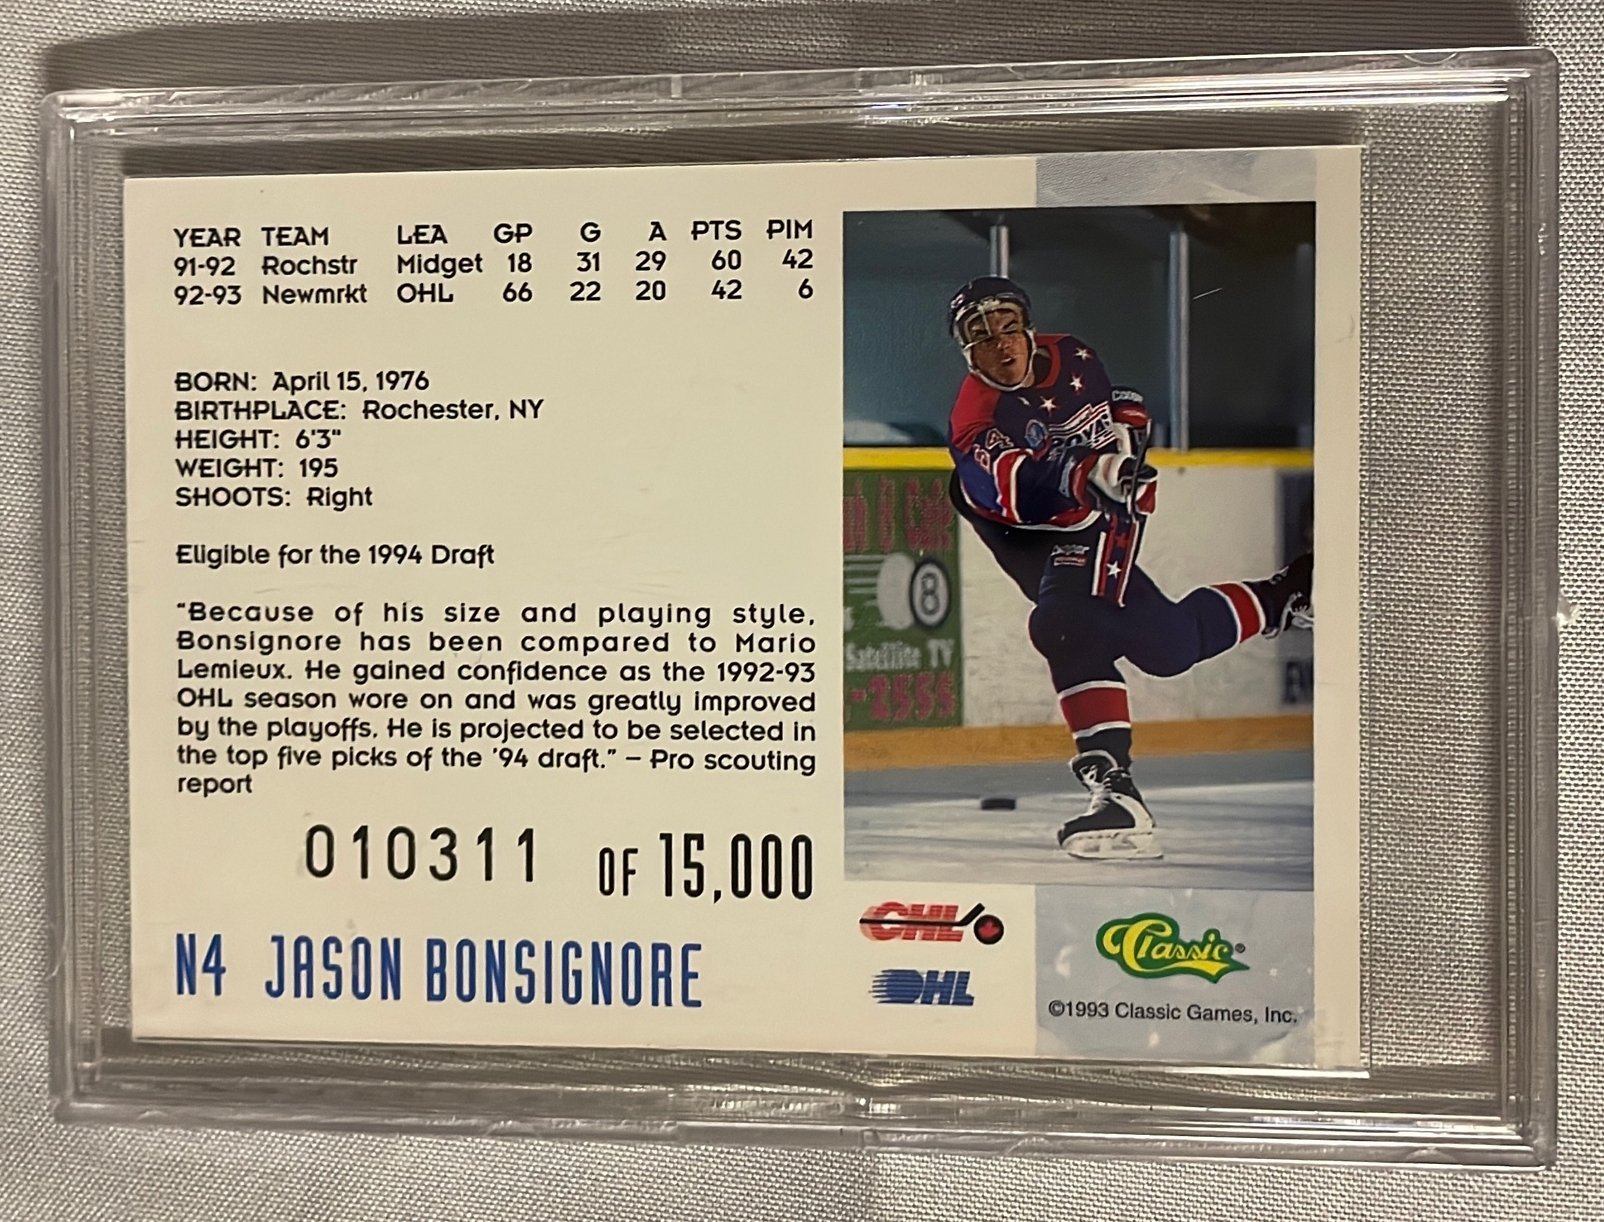 YEAR TEAM LEA GP G A PTS PIM
91-92 Rochstr Midget 18 31 29 60 42
92-93 Newmrkt OHL 66 22 20 42 6
BORN: April 15, 1976
BIRTHPLACE: Rochester, NY
HEIGHT: 6'3"
WEIGHT: 195
SHOOTS: Right
Eligible for the 1994 Draft
"Because of his size and playing style,
Bonsignore has been compared to Mario
Lemieux. He gained confidence as the 1992-93
OHL season wore on and was greatly improved
by the playoffs. He is projected to be selected in
the top five picks of the '94 draft." – Pro scouting
report
010311 OF 15,000
N4 JASON BONSIGNORE
8
Satellite TV
-2555
CHL
OHL
Classic®
©1993 Classic Games, Inc.